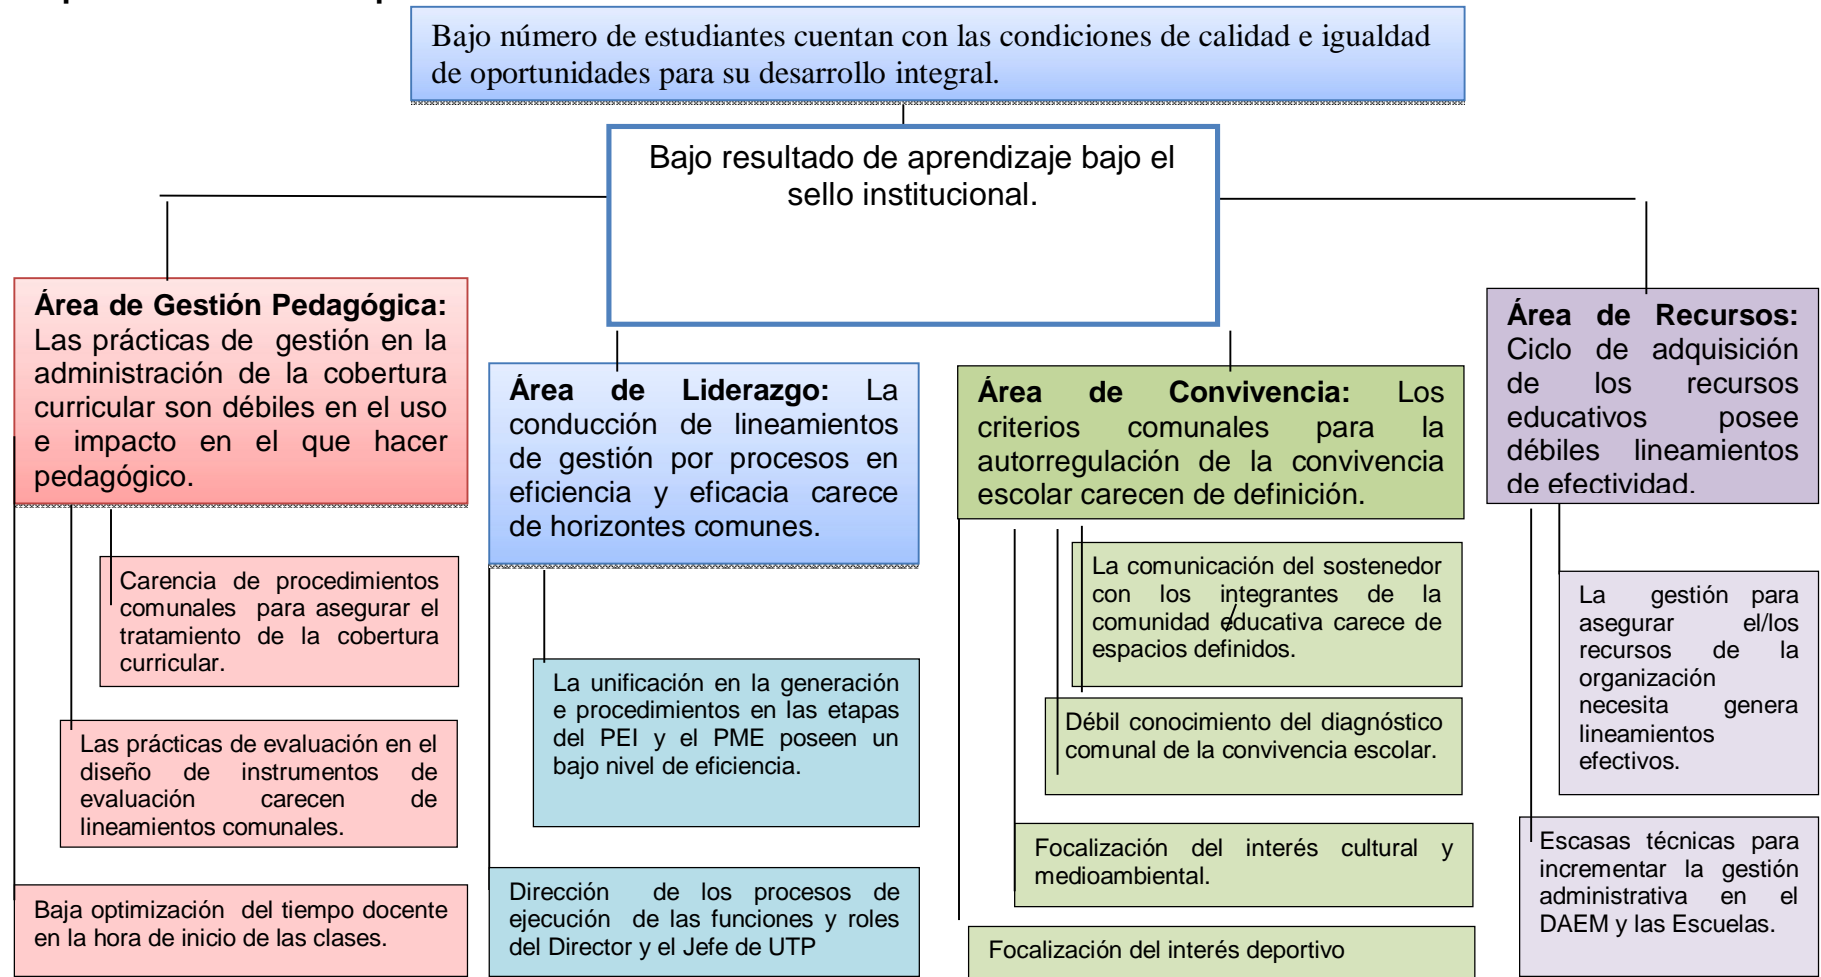 Bajo número de estudiantes cuentan con las condiciones de calidad e igualdad
de oportunidades para su desarrollo integral.
Bajo resultado de aprendizaje bajo el
sello institucional.
Área de Gestión Pedagógica:
Las prácticas de gestión en la
administración de la cobertura
curricular son débiles en el uso
e impacto en el que hacer
pedagógico.
Carencia de procedimientos
comunales para asegurar el
tratamiento de la cobertura
curricular.
Las prácticas de evaluación en el
diseño de instrumentos de
evaluación carecen de
lineamientos comunales.
Baja optimización del tiempo docente
en la hora de inicio de las clases.
Área de Liderazgo: La
conducción de lineamientos
de gestión por procesos en
eficiencia y eficacia carece
de horizontes comunes.
La unificación en la generación
e procedimientos en las etapas
del PEI y el PME poseen un
bajo nivel de eficiencia.
Dirección de los procesos de
ejecución de las funciones y roles
del Director y el Jefe de UTP
Área de Convivencia: Los
criterios comunales para la
autorregulación de la convivencia
escolar carecen de definición.
La comunicación del sostenedor
con los integrantes de la
comunidad educativa carece de
espacios definidos.
Débil conocimiento del diagnóstico
comunal de la convivencia escolar.
Focalización del interés cultural y
medioambiental.
Focalización del interés deportivo
Área de Recursos:
Ciclo de adquisición
de los recursos
educativos posee
débiles lineamientos
de efectividad.
La gestión para
asegurar el/los
recursos de la
organización
necesita genera
lineamientos
efectivos.
Escasas técnicas para
incrementar la gestión
administrativa en el
DAEM y las Escuelas.